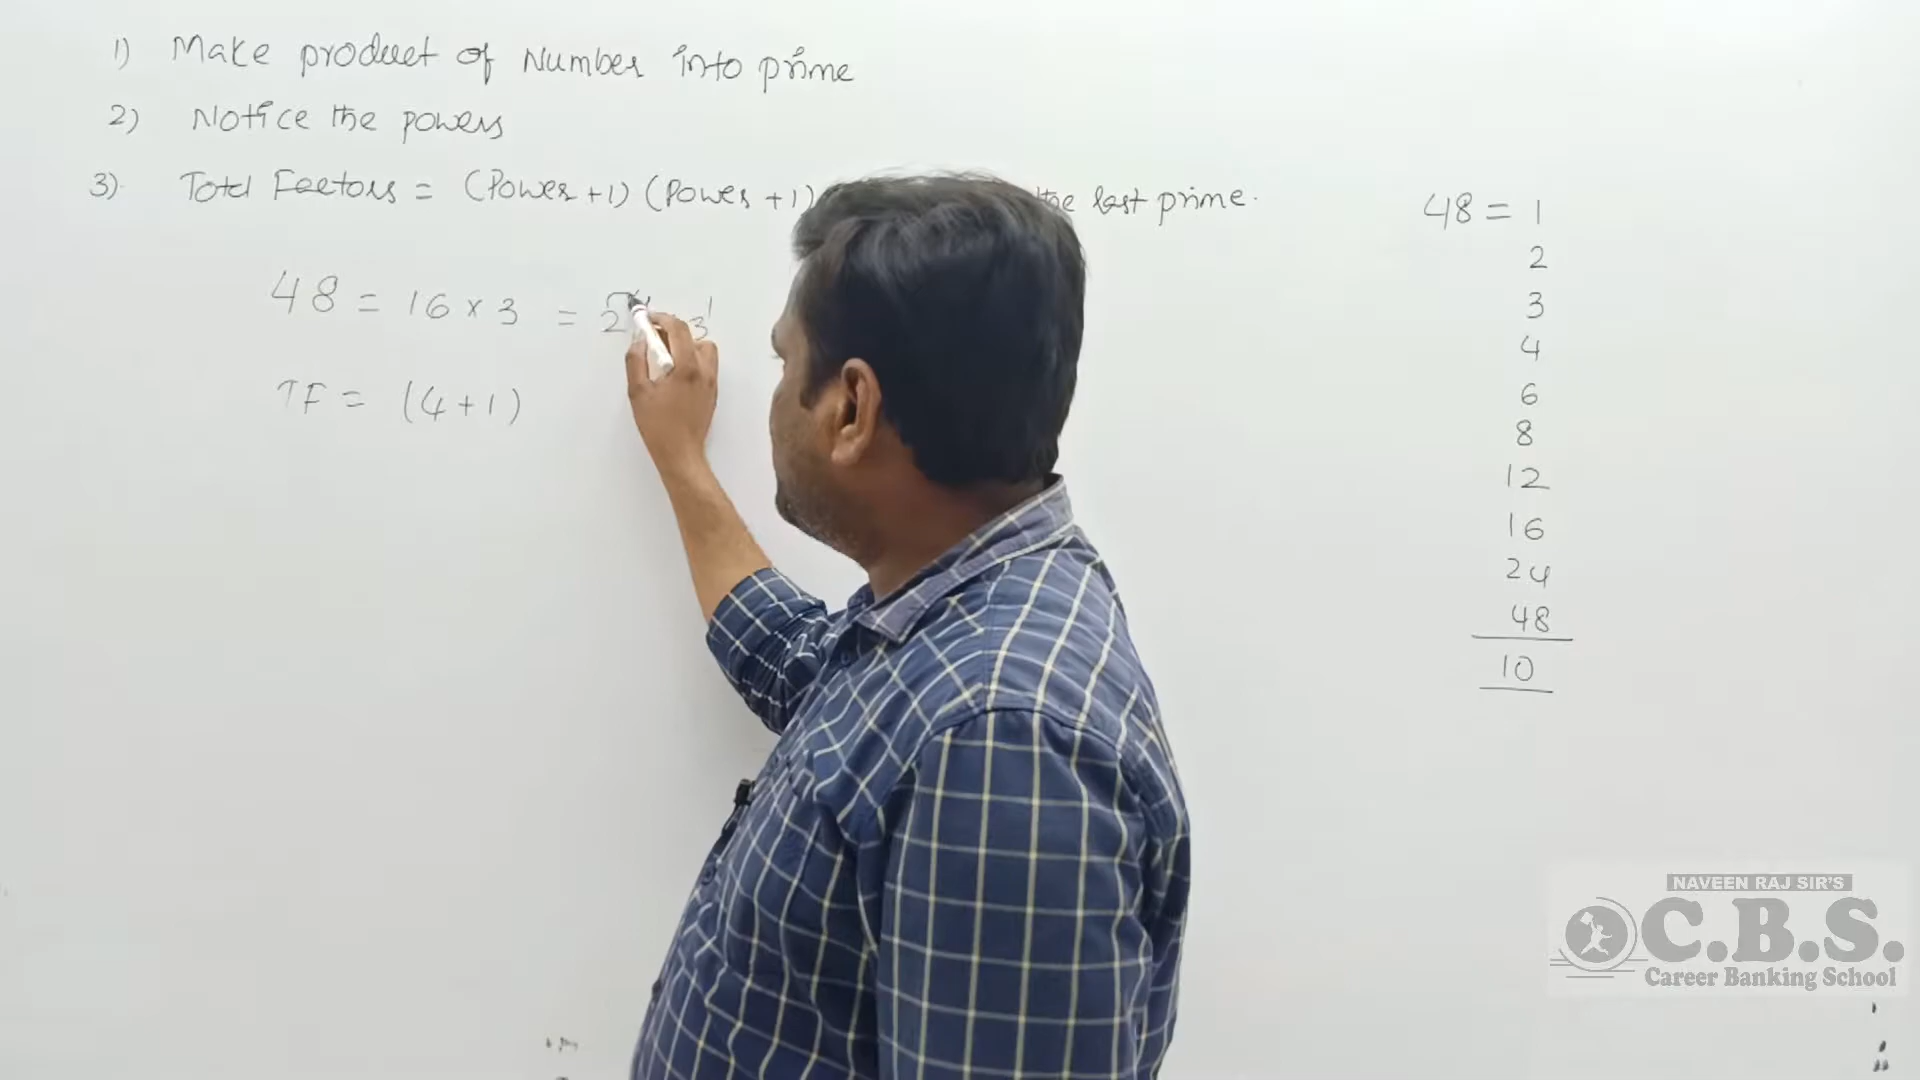 1) Make product of Number into prime
2) Notice the powers
3). Total Factors = (Power +1) (Power +1) the last prime.
48 = 16 x 3 = 2 3¹
TF = (4+1)
48 = 1
2
3
4
6
8
12
16
24
48
10
NAVEEN RAJ SIR'S
C.B.S.
Career Banking School